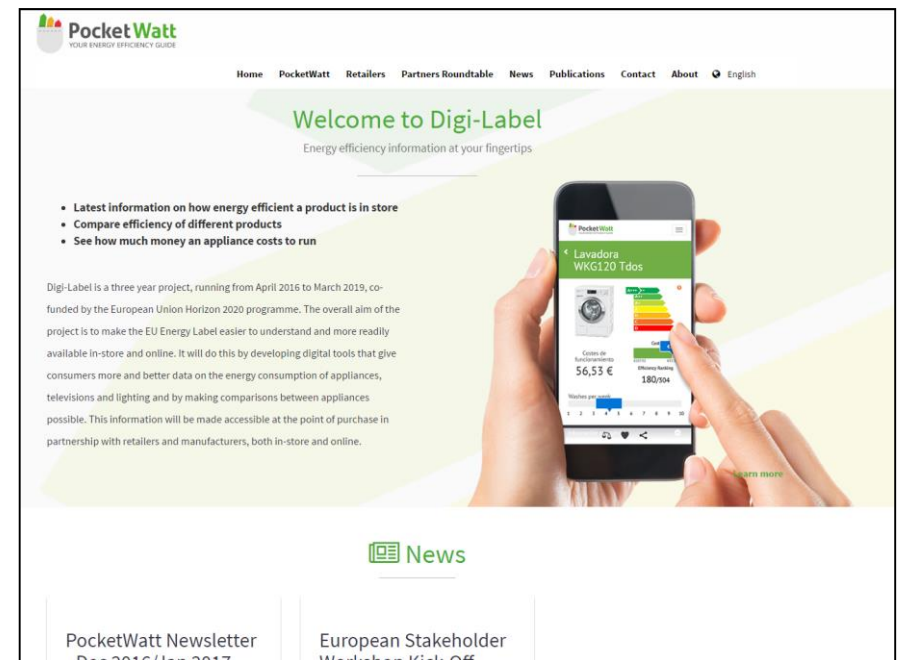 PocketWatt
YOUR ENERGY EFFICIENCY GUIDE
Home PocketWatt Retailers Partners Roundtable News Publications Contact About English
Welcome to Digi-Label
Energy efficiency information at your fingertips
• Latest information on how energy efficient a product is in store
• Compare efficiency of different products
• See how much money an appliance costs to run
Digi-Label is a three year project, running from April 2016 to March 2019, co-
funded by the European Union Horizon 2020 programme. The overall aim of the
project is to make the EU Energy Label easier to understand and more readily
available in-store and online. It will do this by developing digital tools that give
consumers more and better data on the energy consumption of appliances,
televisions and lighting and by making comparisons between appliances
possible. This information will be made accessible at the point of purchase in
partnership with retailers and manufacturers, both in-store and online.
PocketWatt
Lavadora
WKG120 Tdos
Costes de
funcionamiento
56,53 €
Efficiency Ranking
180/504
Washes per week
1 2 3 4 5 6 7 8 9 10
Learn more
News
PocketWatt Newsletter
Dec 2016/Jan 2017
European Stakeholder
Workshop Kick-Off